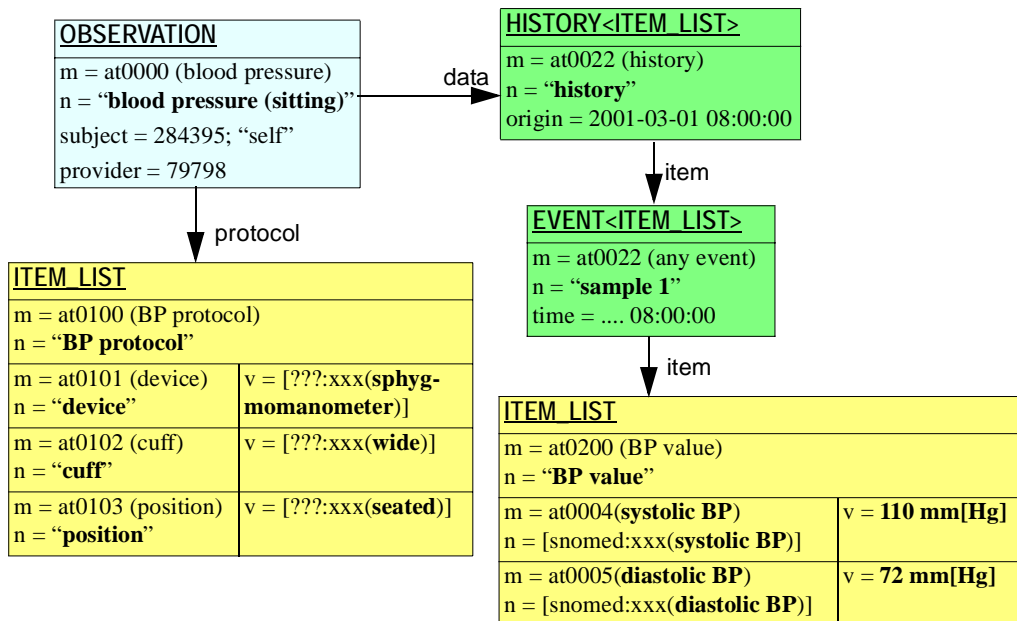 OBSERVATION
m = at0000 (blood pressure)
n = “blood pressure (sitting)”
subject = 284395; “self”
provider = 79798
data
HISTORY<ITEM_LIST>
m = at0022 (history)
n = “history”
origin = 2001-03-01 08:00:00
item
EVENT<ITEM_LIST>
m = at0022 (any event)
n = “sample 1”
time = .... 08:00:00
item
protocol
ITEM_LIST
m = at0100 (BP protocol)
n = “BP protocol”
m = at0101 (device)
n = “device”
v = [???:xxx(sphyg-
momanometer)]
m = at0102 (cuff)
n = “cuff”
v = [???:xxx(wide)]
m = at0103 (position)
n = “position”
v = [???:xxx(seated)]
ITEM_LIST
m = at0200 (BP value)
n = “BP value”
m = at0004(systolic BP)
n = [snomed:xxx(systolic BP)]
v = 110 mm[Hg]
m = at0005(diastolic BP)
n = [snomed:xxx(diastolic BP)]
v = 72 mm[Hg]